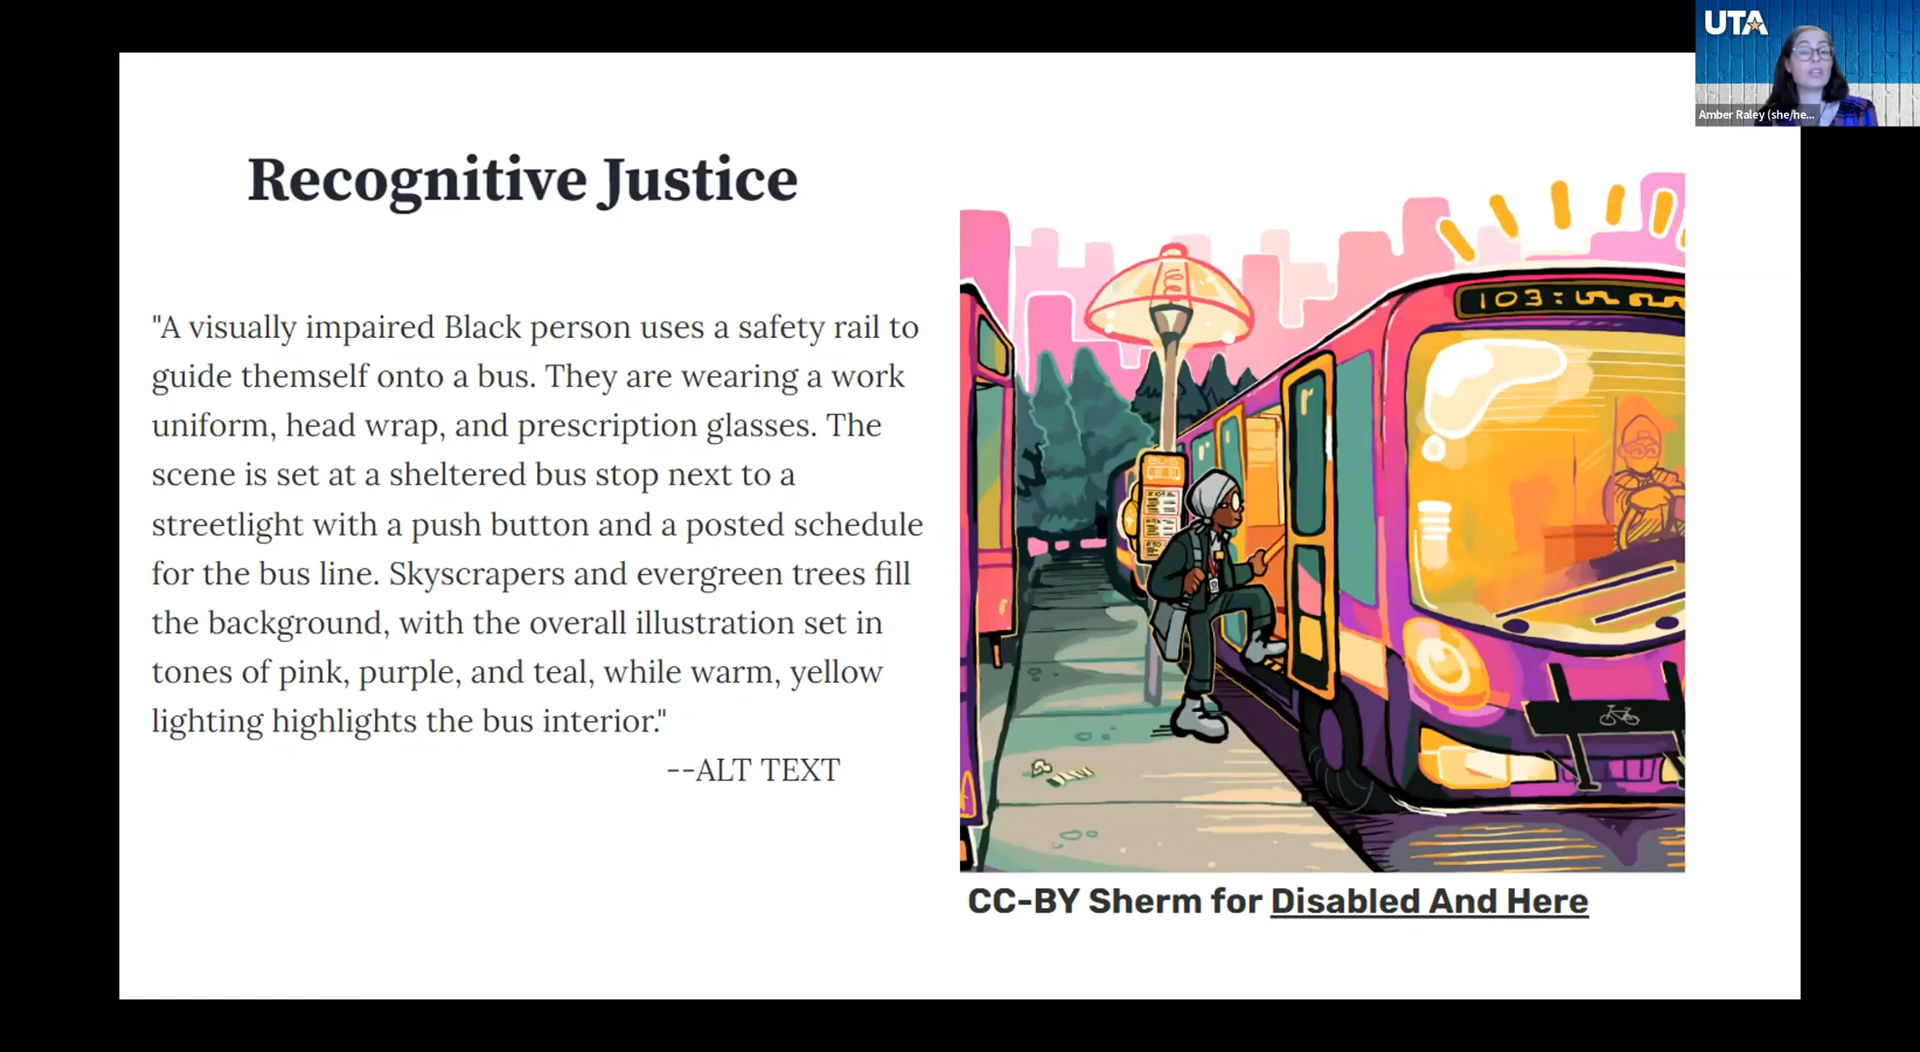 UTA
Amber Raley (she/he...
Recognitive Justice
"A visually impaired Black person uses a safety rail to
guide themself onto a bus. They are wearing a work
uniform, head wrap, and prescription glasses. The
scene is set at a sheltered bus stop next to a
streetlight with a push button and a posted schedule
for the bus line. Skyscrapers and evergreen trees fill
the background, with the overall illustration set in
tones of pink, purple, and teal, while warm, yellow
lighting highlights the bus interior."
--ALT TEXT
103:
BUS
CC-BY Sherm for Disabled And Here